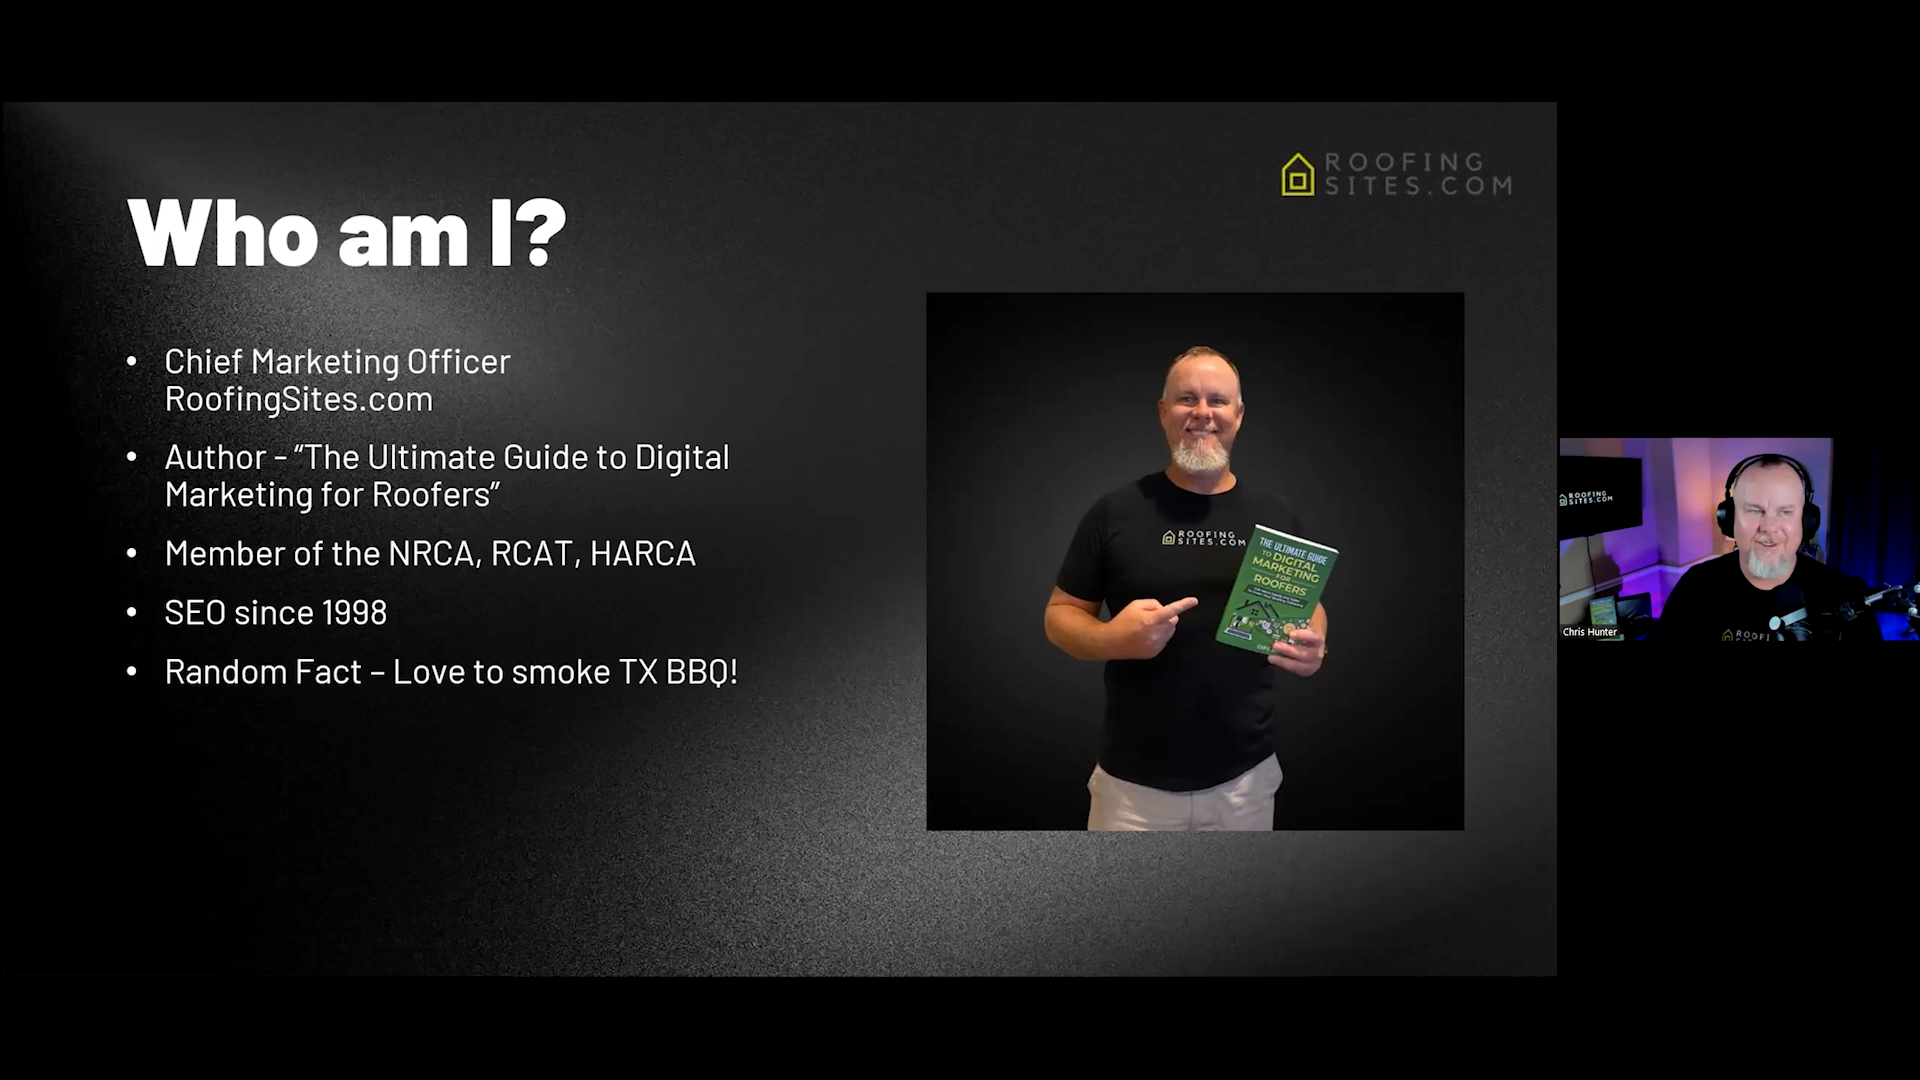 ROOFING
SITES.COM
Who am I?
• Chief Marketing Officer
RoofingSites.com
• Author - “The Ultimate Guide to Digital
Marketing for Roofers”
• Member of the NRCA, RCAT, HARCA
• SEO since 1998
• Random Fact – Love to smoke TX BBQ!
ROOFING
SITES.COM
THE ULTIMATE GUIDE
TO DIGITAL
MARKETING
FOR
ROOFERS
ROOFING
SITES.COM
Chris Hunter